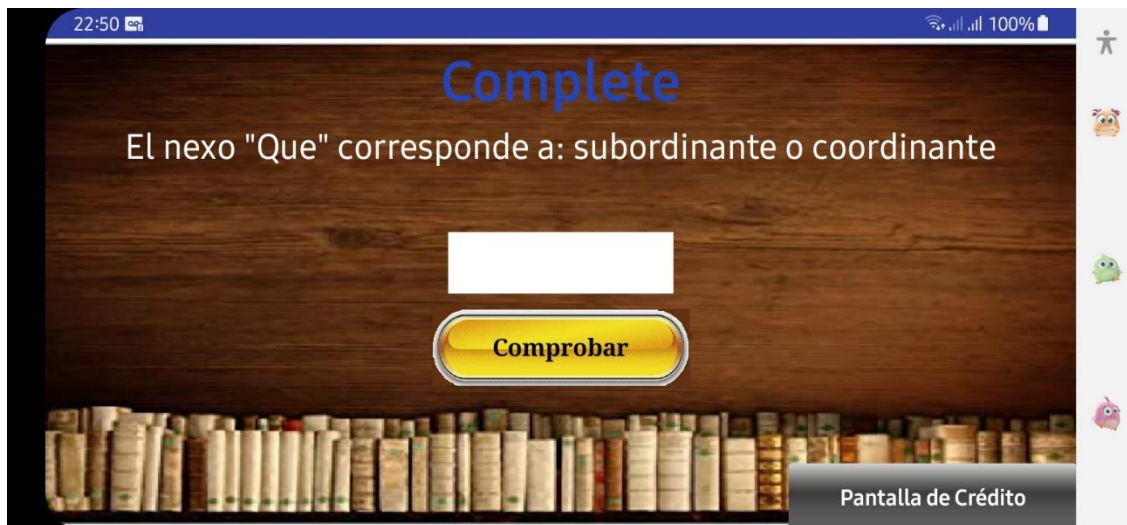 22:50
100%
Complete
El nexo "Que" corresponde a: subordinante o coordinante
Comprobar
Pantalla de Crédito